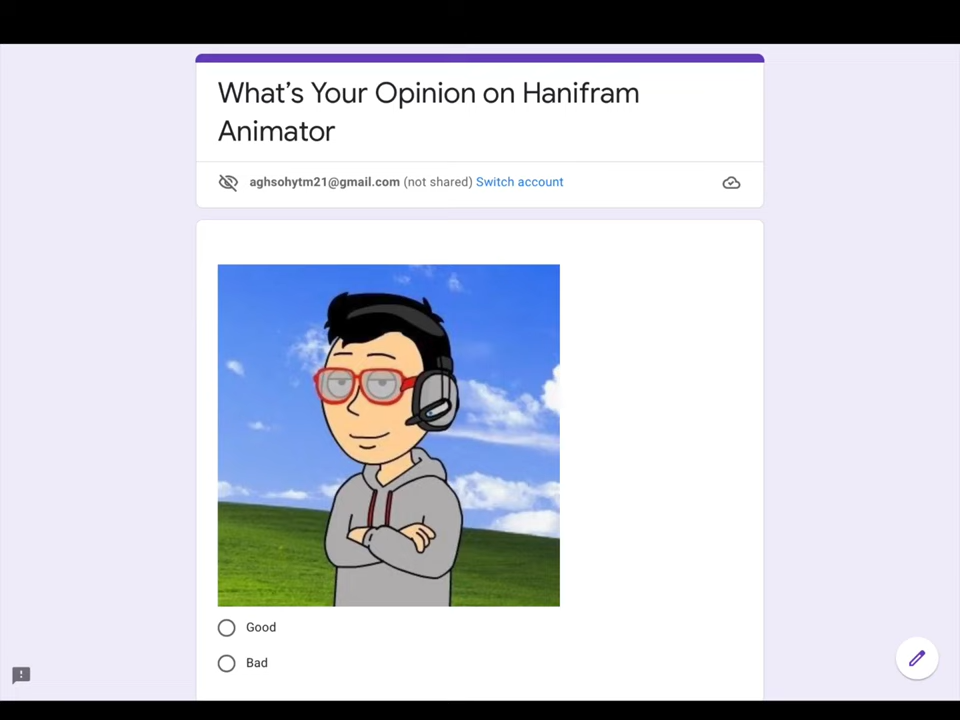 What’s Your Opinion on Hanifram
Animator
aghsohytm21@gmail.com (not shared) Switch account
Good
Bad